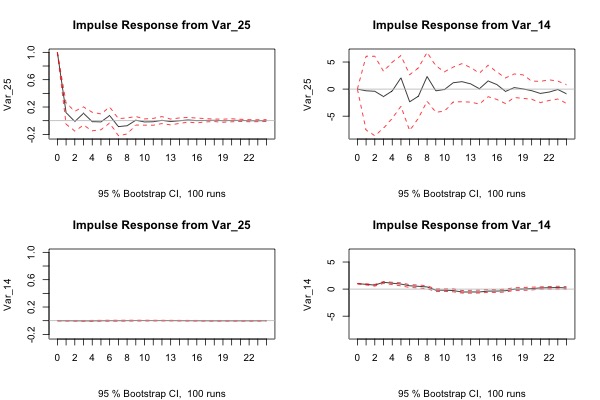 Impulse Response from Var_25
Var_25
1.0
0.6
0.2
-0.2
0 2 4 6 8 10 13 16 19 22
95 % Bootstrap CI, 100 runs
Impulse Response from Var_14
Var_25
5
0
-5
0 2 4 6 8 10 13 16 19 22
95 % Bootstrap CI, 100 runs
Impulse Response from Var_25
Var_14
1.0
0.6
0.2
-0.2
0 2 4 6 8 10 13 16 19 22
95 % Bootstrap CI, 100 runs
Impulse Response from Var_14
Var_14
5
0
-5
0 2 4 6 8 10 13 16 19 22
95 % Bootstrap CI, 100 runs